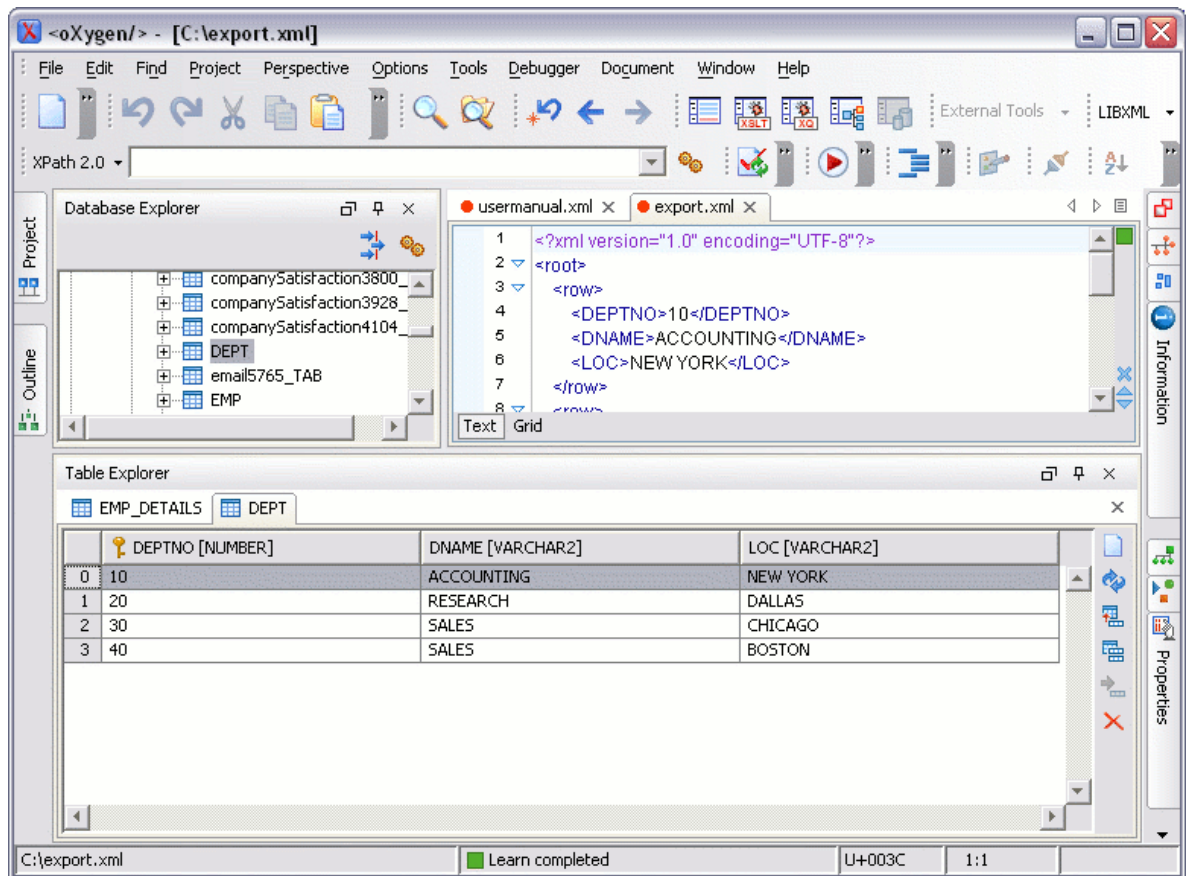 <oXygen/> - [C:\export.xml]
File Edit Find Project Perspective Options Tools Debugger Document Window Help
XSLT XQ External Tools LIBXML
XPath 2.0
Project
Outline
Database Explorer
companySatisfaction3800_
companySatisfaction3928_
companySatisfaction4104_
DEPT
email5765_TAB
EMP
usermanual.xml export.xml
1 <?xml version="1.0" encoding="UTF-8"?>
2 <root>
3 <row>
4 <DEPTNO>10</DEPTNO>
5 <DNAME>ACCOUNTING</DNAME>
6 <LOC>NEW YORK</LOC>
7 </row>
8 <row>
Text Grid
Information
Table Explorer
EMP_DETAILS DEPT
DEPTNO [NUMBER] DNAME [VARCHAR2] LOC [VARCHAR2]
0 10 ACCOUNTING NEW YORK
1 20 RESEARCH DALLAS
2 30 SALES CHICAGO
3 40 SALES BOSTON
Properties
C:\export.xml Learn completed U+003C 1:1